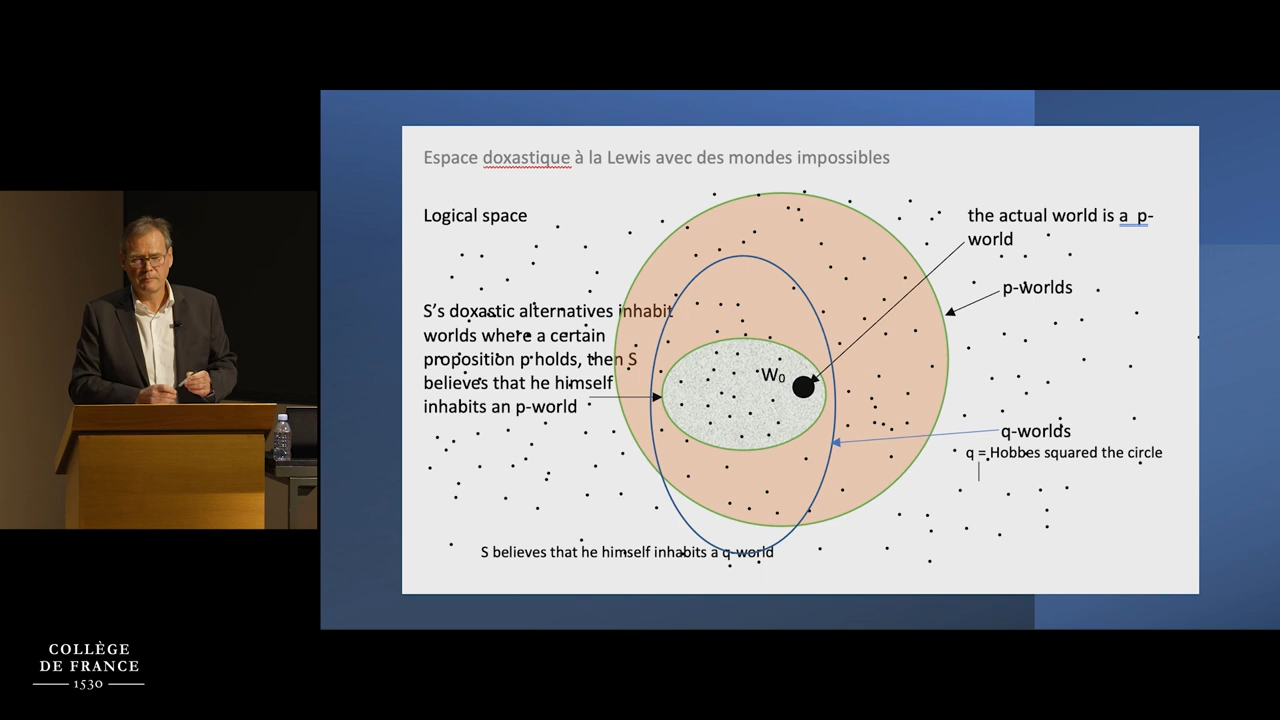 Espace doxastique à la Lewis avec des mondes impossibles
Logical space
the actual world is a p-
world
p-worlds
S's doxastic alternatives inhabit
worlds where a certain
proposition p holds, then S
believes that he himself
inhabits an p-world
W₀
q-worlds
q = Hobbes squared the circle
S believes that he himself inhabits a q-world
COLLÈGE
DE FRANCE
1530